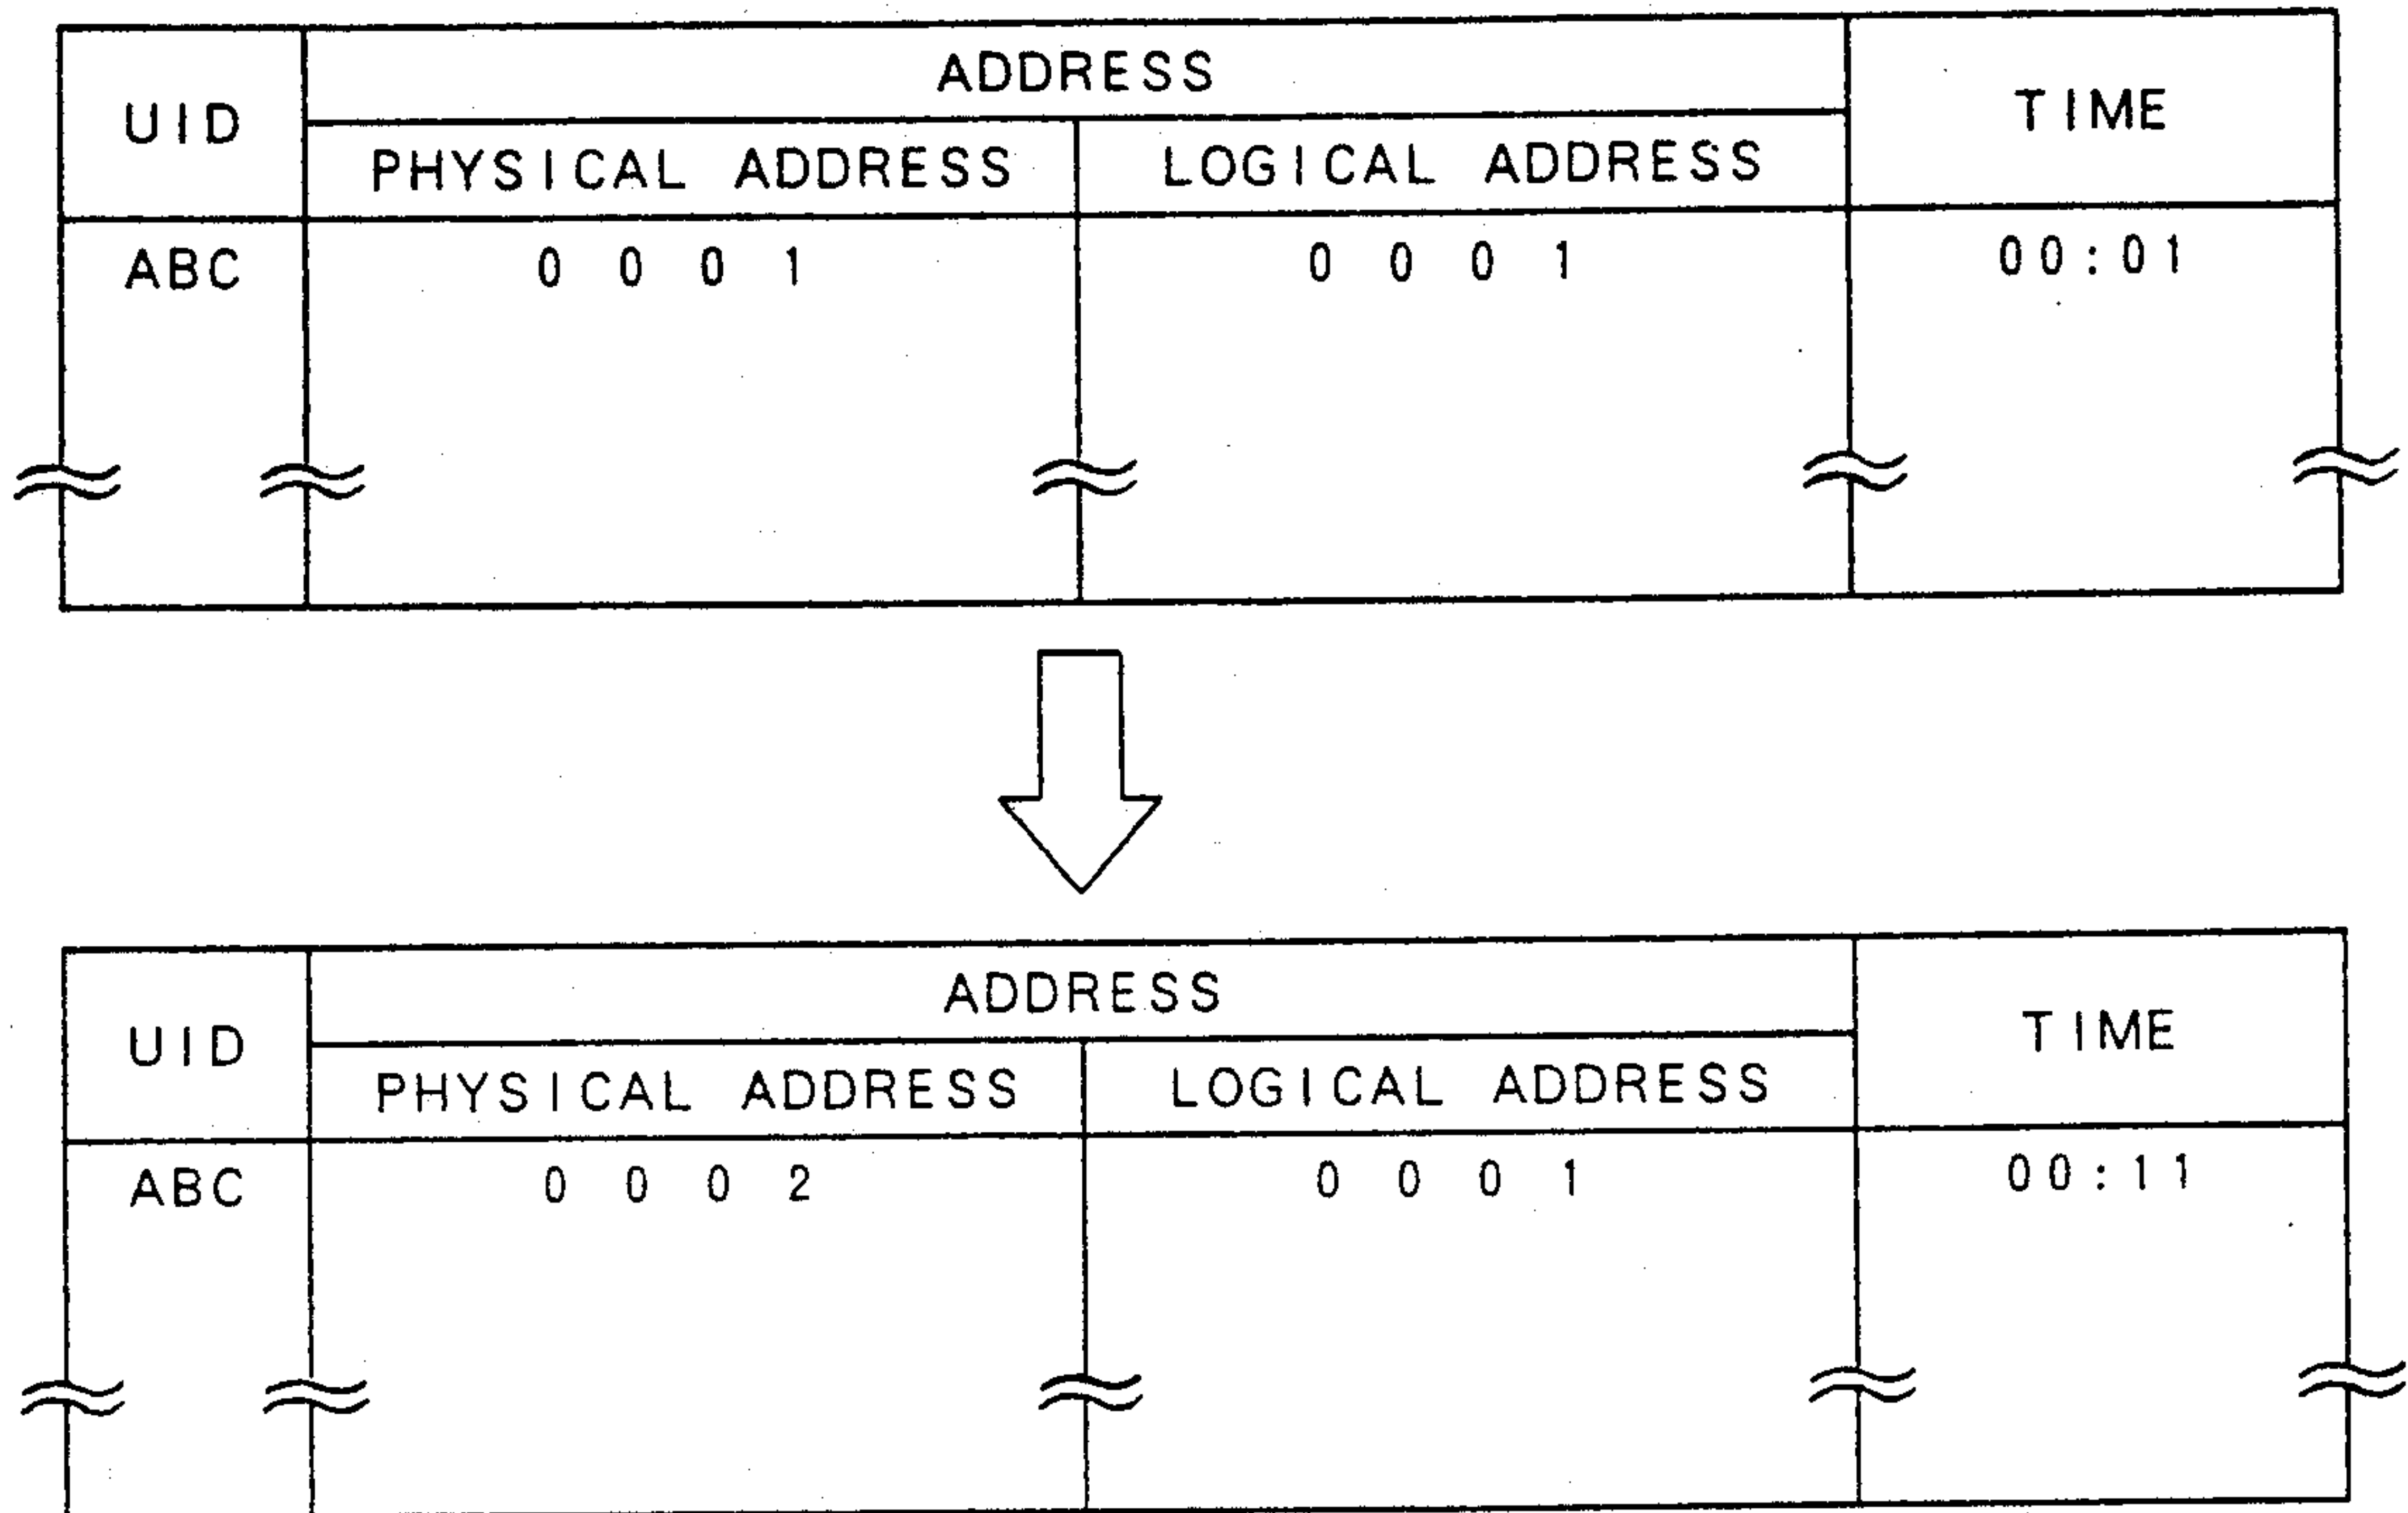 ADDRESS
UID TIME
PHYSICAL ADDRESS LOGICAL ADDRESS
ABC 0 0 0 1 0 0 0 1 00:01
ADDRESS
UID TIME
PHYSICAL ADDRESS LOGICAL ADDRESS
ABC 0 0 0 2 0 0 0 1 00:11